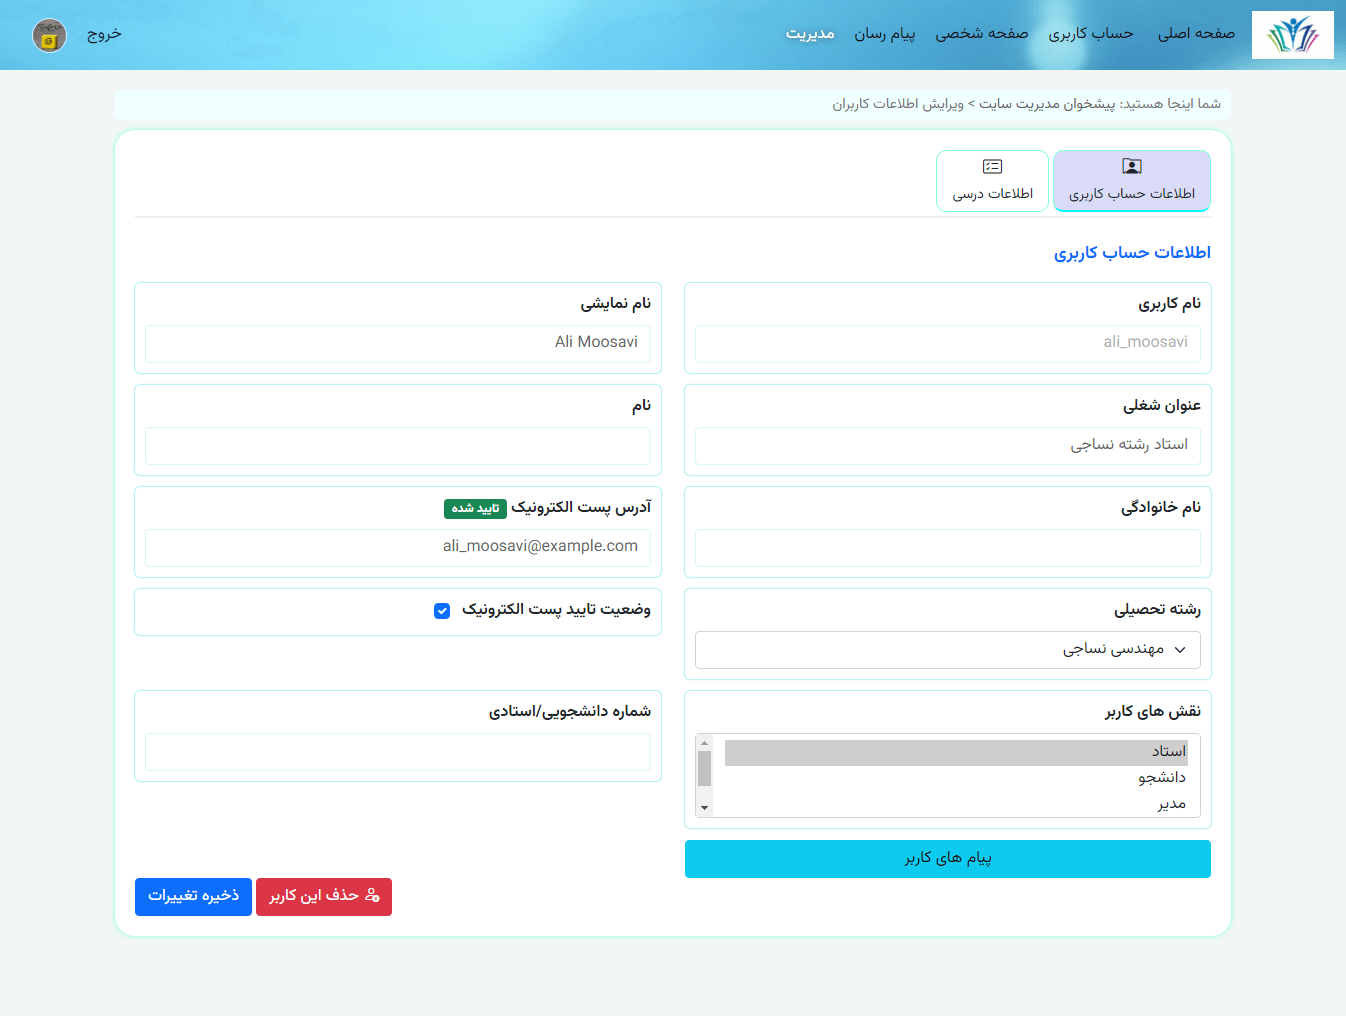 صفحه اصلی
حساب کاربری
صفحه شخصی
پیام رسان
مدیریت
خروج
شما اینجا هستید: پیشخوان مدیریت سایت > ویرایش اطلاعات کاربران
اطلاعات حساب کاربری
اطلاعات درسی
اطلاعات حساب کاربری
نام کاربری
ali_moosavi
نام نمایشی
Ali Moosavi
عنوان شغلی
استاد رشته نساجی
نام
نام خانوادگی
آدرس پست الکترونیک تایید شده
ali_moosavi@example.com
رشته تحصیلی
مهندسی نساجی
وضعیت تایید پست الکترونیک
نقش های کاربر
استاد
دانشجو
مدیر
شماره دانشجویی/استادی
پیام های کاربر
حذف این کاربر
ذخیره تغییرات